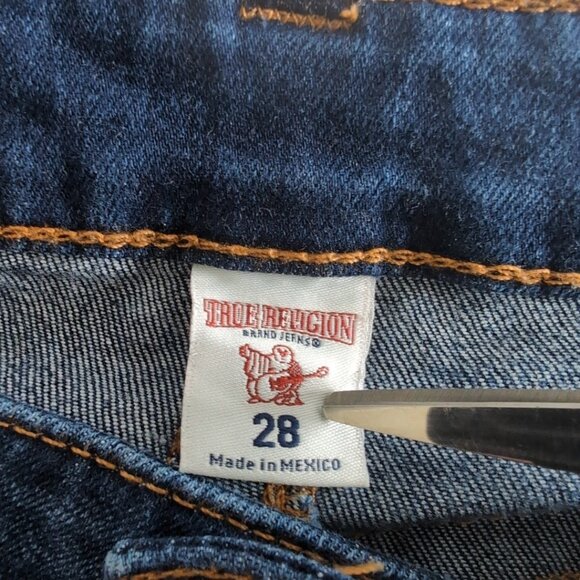 TRUE RELIGION
BRAND JEANS®
28
Made in MEXICO